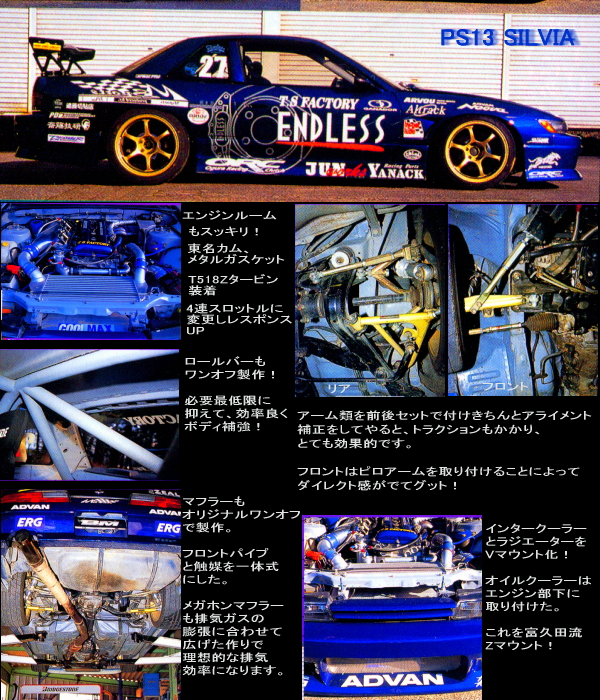 PS13 SILVIA
27
T.S FACTORY
ENDLESS
ENDLESS
ARVOU
AHrack
CRC
JUN
YANACK
エンジンルーム
もスッキリ！
東名カム、
メタルガスケット
T518Zタービン
装着
4連スロットルに
変更しレスポンス
UP
T.S FACTORY
COOL MAX
リア
フロント
ロールバーも
ワンオフ製作！
必要最低限に
抑えて、効率良く
ボディ補強！
アーム類を前後セットで付けきちんとアライメント
補正をしてやると、トラクションもかかり、
とても効果的です。
フロントはピロアームを取り付けることによって
ダイレクト感がでてグット！
マフラーも
オリジナルワンオフ
で製作。
フロントパイプ
と触媒を一体式
にした。
メガホンマフラー
も排気ガスの
膨張に合わせて
広げた作りで
理想的な排気
効率になります。
ADVAN
ADVAN
ERG
ERG
BRIDGESTONE
インタークーラー
とラジエーターを
Vマウント化！
オイルクーラーは
エンジン部下に
取り付けた。
これを富久田流
Zマウント！
ADVAN